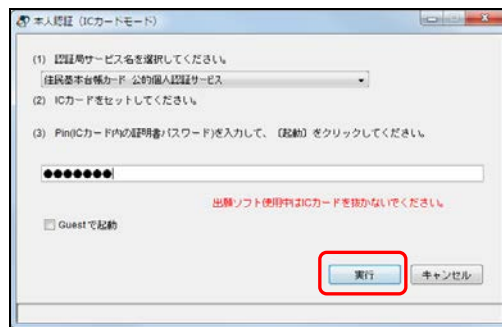 本人認証 (ICカードモード)
(1) 認証局サービス名を選択してください。
住民基本台帳カード 公的個人認証サービス
(2) ICカードをセットしてください。
(3) Pin(ICカード内の証明書パスワード)を入力して、〔起動〕をクリックしてください。
●●●●●●●
出願ソフト使用中はICカードを抜かないでください。
Guestで起動
実行 キャンセル